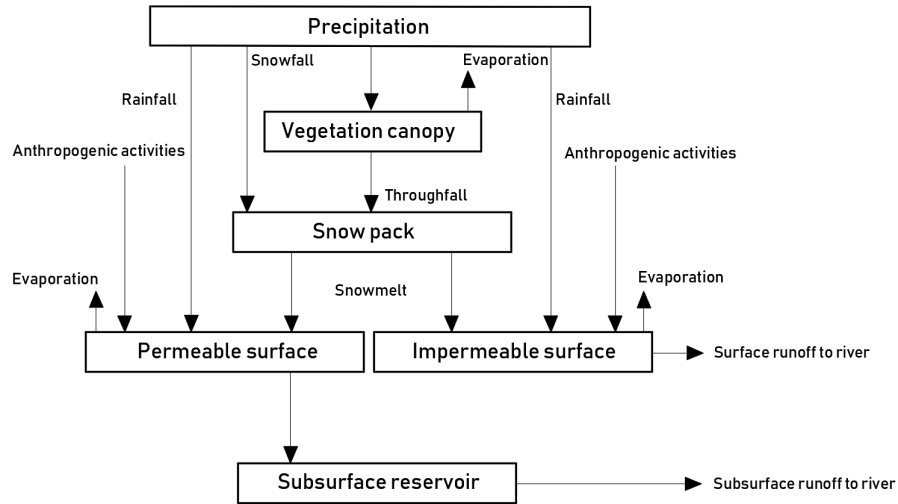 Precipitation
Snowfall
Evaporation
Rainfall
Rainfall
Vegetation canopy
Anthropogenic activities
Anthropogenic activities
Throughfall
Snow pack
Evaporation
Snowmelt
Evaporation
Permeable surface
Impermeable surface
Surface runoff to river
Subsurface reservoir
Subsurface runoff to river